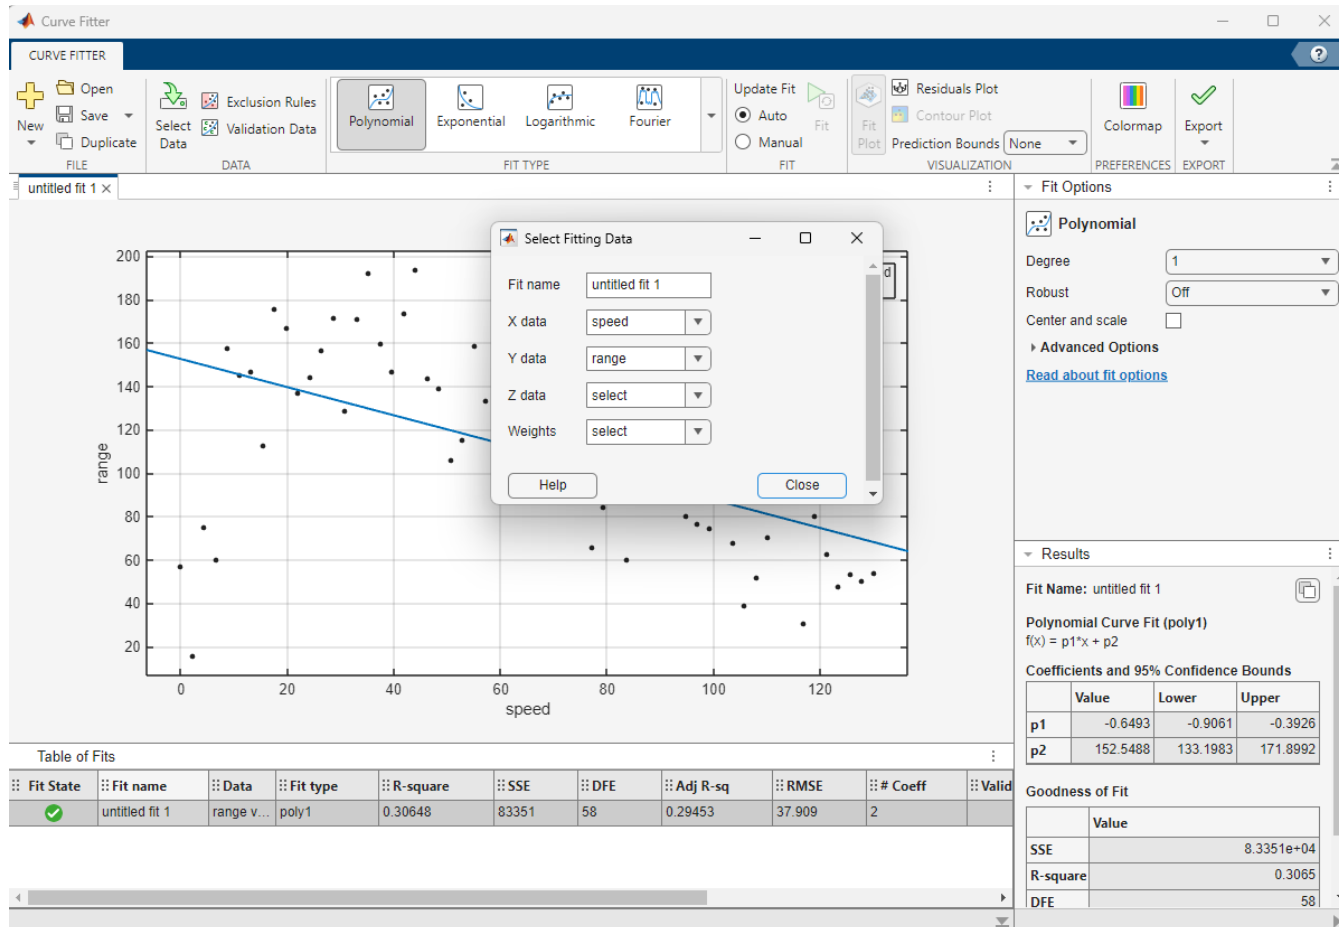 Curve Fitter
CURVE FITTER
?
New
Open
Save
Duplicate
FILE
Select Data
Exclusion Rules
Validation Data
DATA
Polynomial
Exponential
Logarithmic
Fourier
FIT TYPE
Update Fit
Auto
Manual
Fit
FIT
Fit Plot
Residuals Plot
Contour Plot
Prediction Bounds None
VISUALIZATION
Colormap
PREFERENCES
Export
EXPORT
untitled fit 1
200
180
160
140
120
100
80
60
40
20
range
0 20 40 60 80 100 120
speed
d
Select Fitting Data
Fit name untitled fit 1
X data speed
Y data range
Z data select
Weights select
Help Close
Fit Options
Polynomial
Degree 1
Robust Off
Center and scale
Advanced Options
Read about fit options
Results
Fit Name: untitled fit 1
Polynomial Curve Fit (poly1)
f(x) = p1*x + p2
Coefficients and 95% Confidence Bounds
Value Lower Upper
p1 -0.6493 -0.9061 -0.3926
p2 152.5488 133.1983 171.8992
Goodness of Fit
Value
SSE 8.3351e+04
R-square 0.3065
DFE 58
Table of Fits
Fit State Fit name Data Fit type R-square SSE DFE Adj R-sq RMSE # Coeff Valid
untitled fit 1 range v... poly1 0.30648 83351 58 0.29453 37.909 2